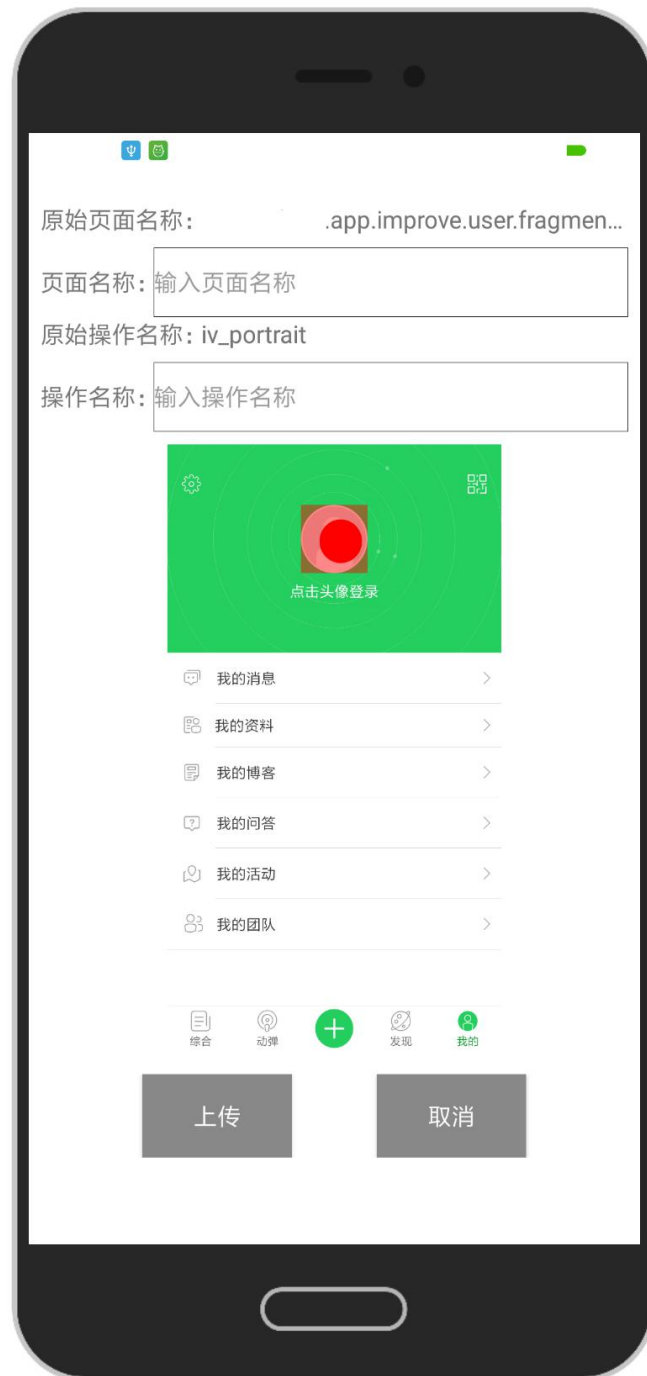 原始页面名称: .app.improve.user.fragmen...
页面名称: 输入页面名称
原始操作名称: iv_portrait
操作名称: 输入操作名称
点击头像登录
我的消息
我的资料
我的博客
我的问答
我的活动
我的团队
综合 动弹 发现 我的
上传 取消